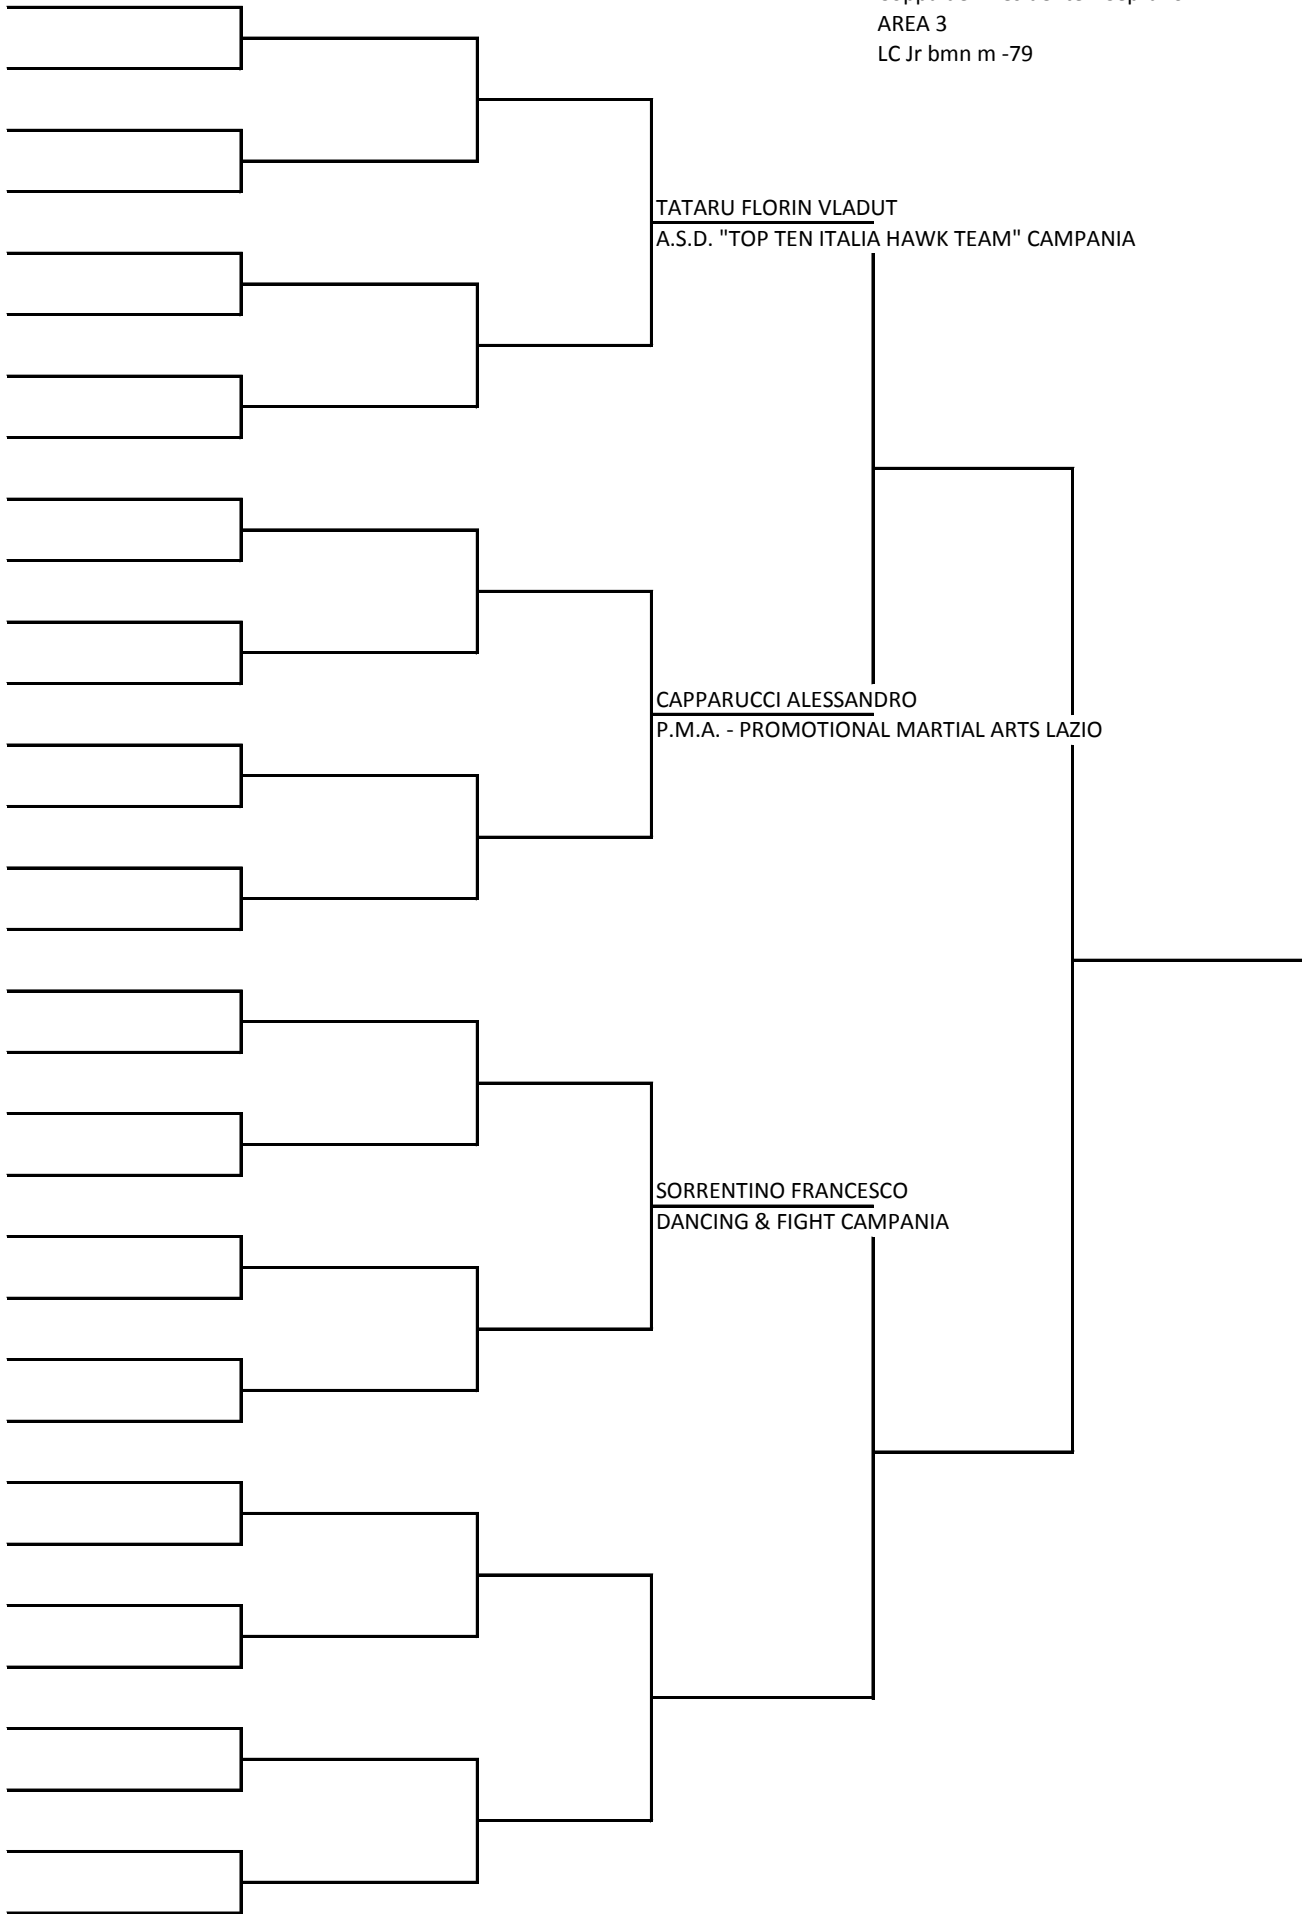 AREA 3
LC Jr bmn m -79
TATARU FLORIN VLADUT
A.S.D. "TOP TEN ITALIA HAWK TEAM" CAMPANIA
CAPPARUCCI ALESSANDRO
P.M.A. - PROMOTIONAL MARTIAL ARTS LAZIO
SORRENTINO FRANCESCO
DANCING & FIGHT CAMPANIA